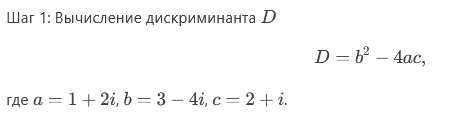 Шаг 1: Вычисление дискриминанта D
D = b² − 4ac,
где a = 1 + 2i, b = 3 − 4i, c = 2 + i.